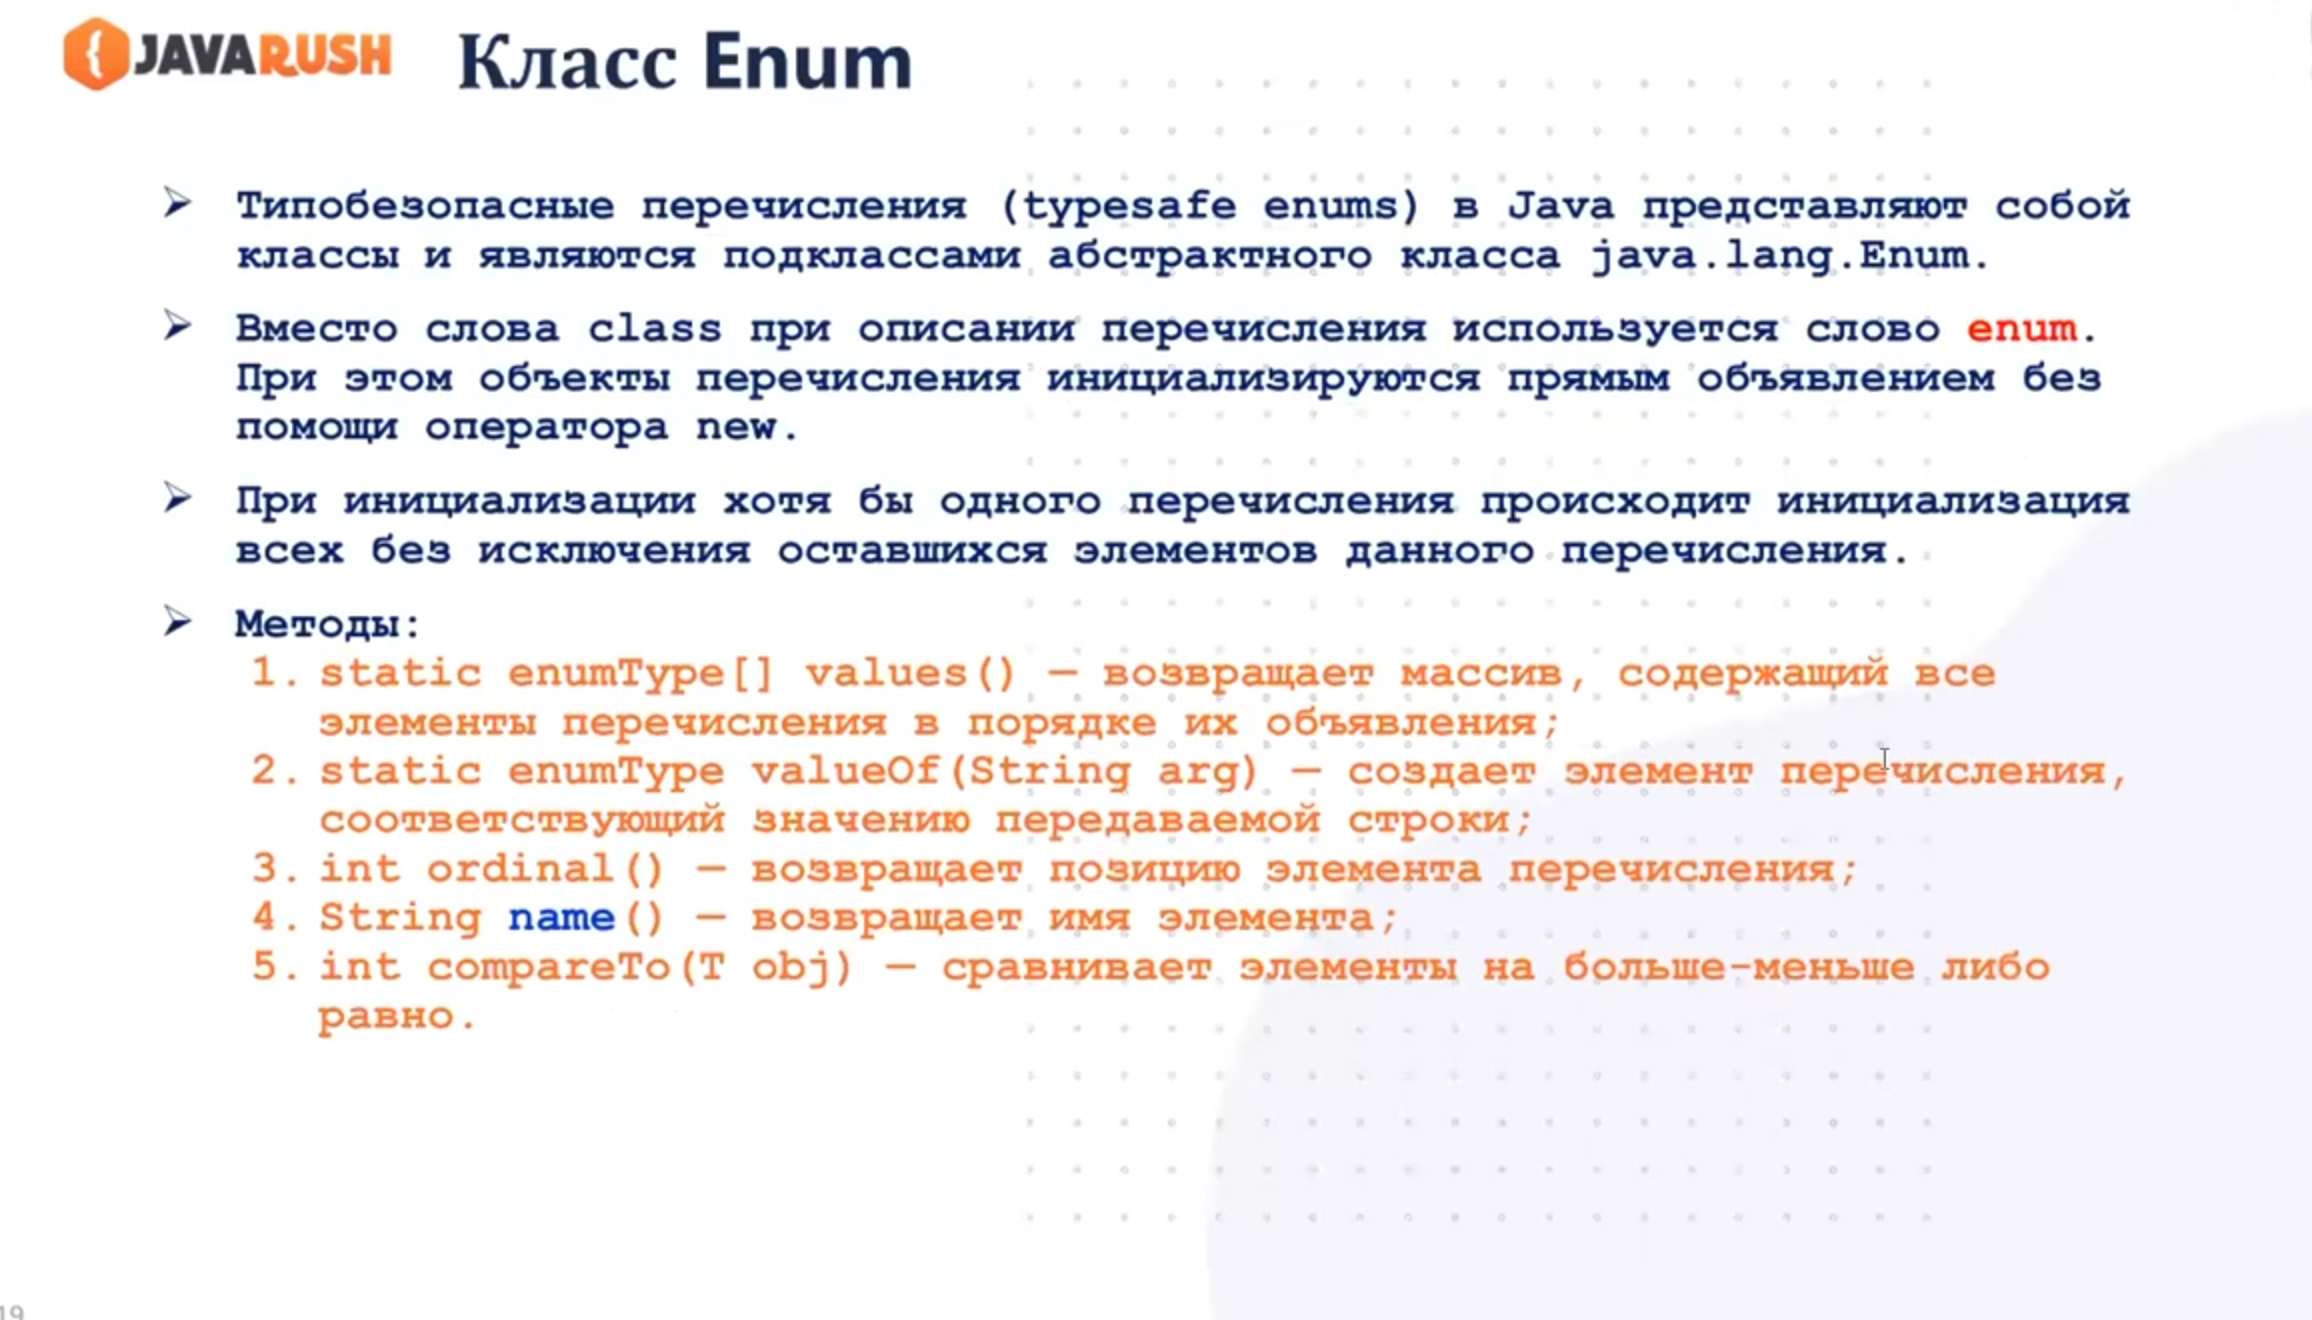 JAVARUSH
Класс Enum
Типобезопасные перечисления (typesafe enums) в Java представляют собой
классы и являются подклассами абстрактного класса java.lang.Enum.
Вместо слова class при описании перечисления используется слово enum.
При этом объекты перечисления инициализируются прямым объявлением без
помощи оператора new.
При инициализации хотя бы одного перечисления происходит инициализация
всех без исключения оставшихся элементов данного перечисления.
Методы:
1. static enumType[] values() — возвращает массив, содержащий все
элементы перечисления в порядке их объявления;
2. static enumType valueOf(String arg) — создает элемент перечисления,
соответствующий значению передаваемой строки;
3. int ordinal() — возвращает позицию элемента перечисления;
4. String name() — возвращает имя элемента;
5. int compareTo(T obj) — сравнивает элементы на больше-меньше либо
равно.
19